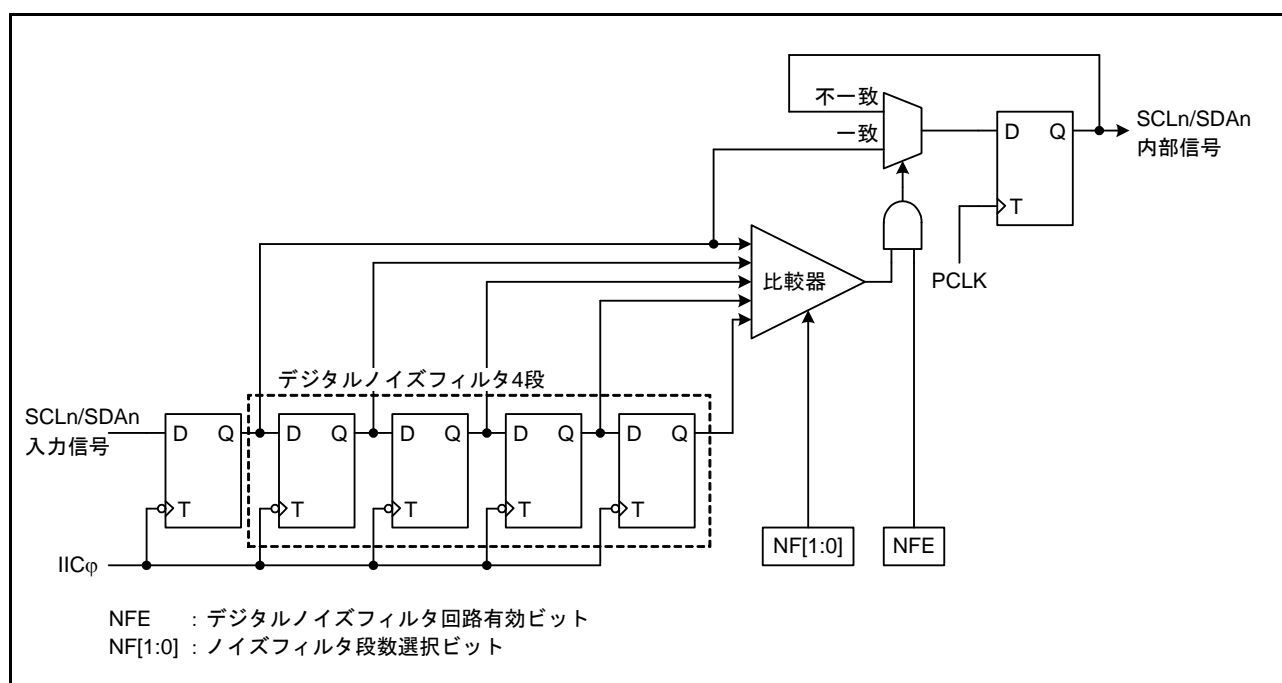 不一致
一致
D Q
T
SCLn/SDAn
内部信号
PCLK
比較器
デジタルノイズフィルタ4段
SCLn/SDAn
入力信号
D Q
T
D Q
T
D Q
T
D Q
T
D Q
T
NF[1:0]
NFE
IICφ
NFE : デジタルノイズフィルタ回路有効ビット
NF[1:0] : ノイズフィルタ段数選択ビット